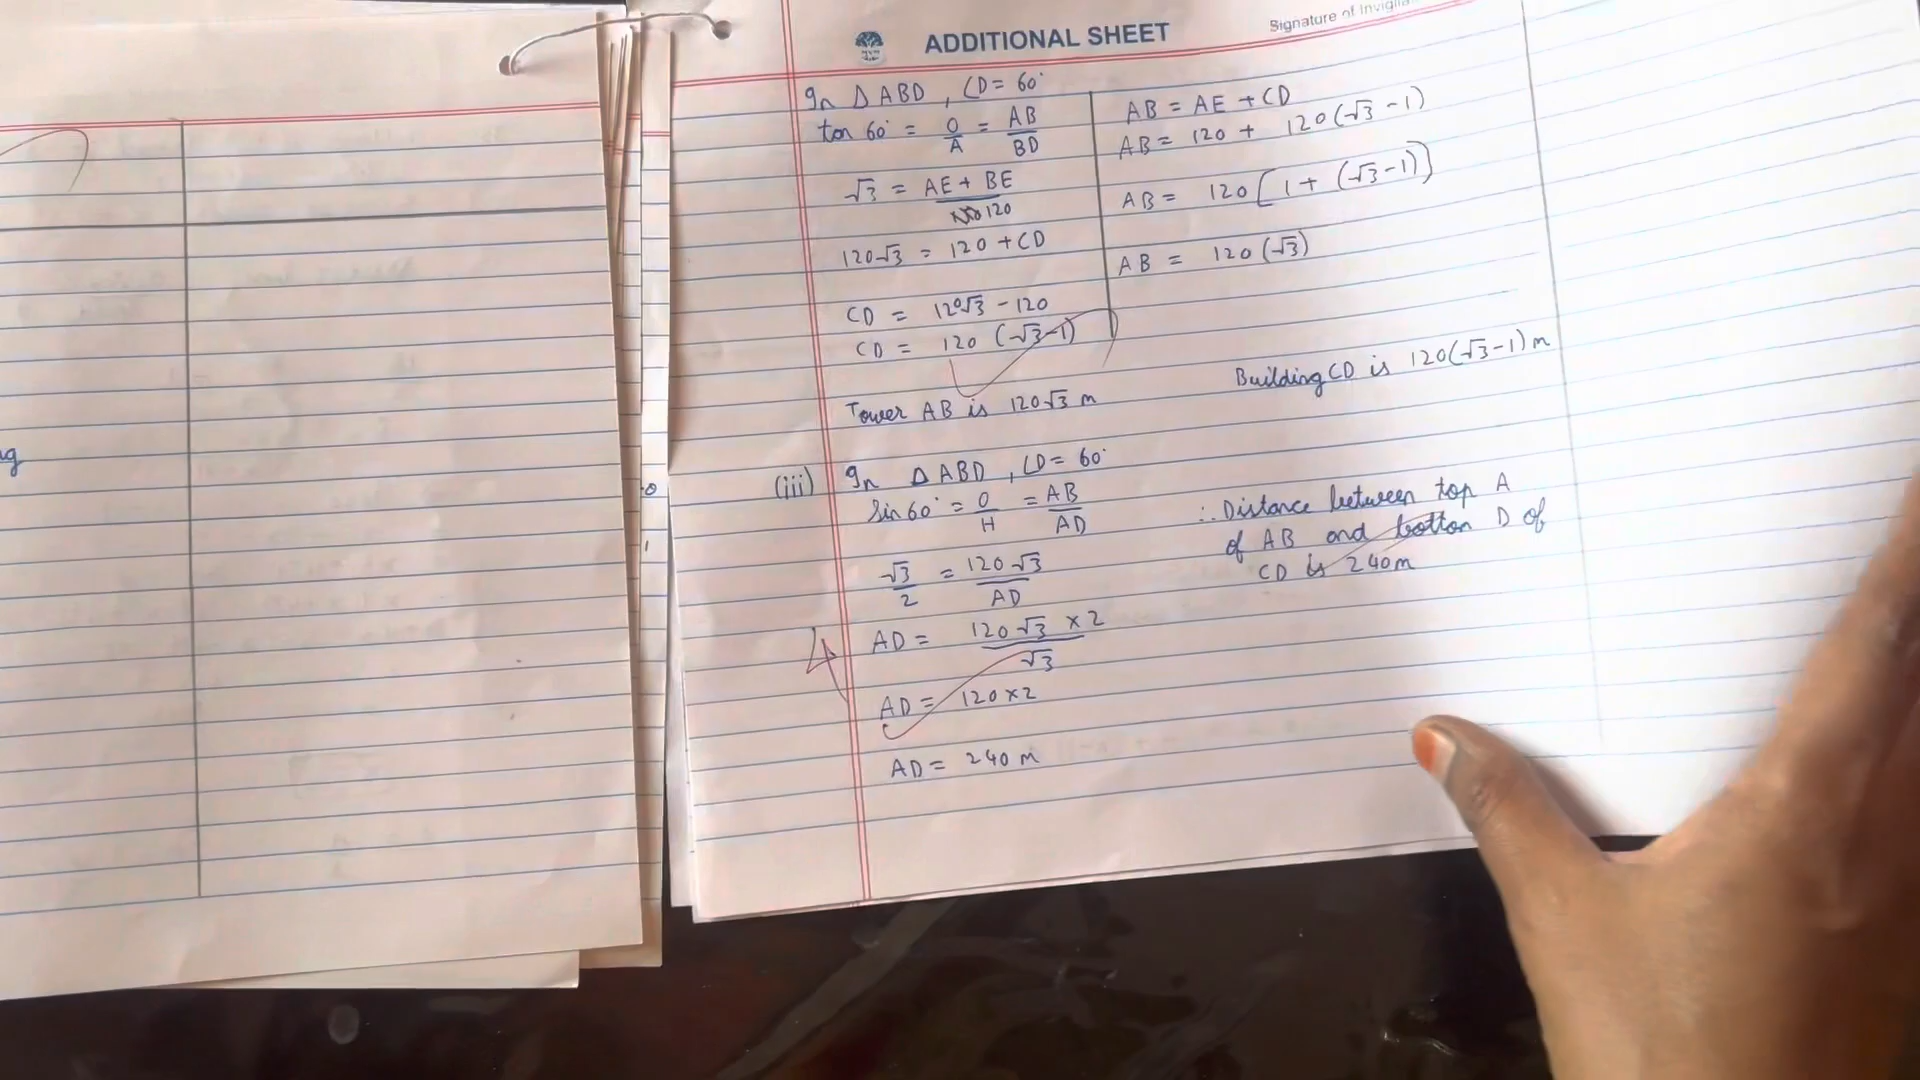 ADDITIONAL SHEET
Signature of
In △ABD, ∠D = 60°
tan 60° = O/A = AB/BD
√3 = AE + BE / 120
120√3 = 120 + CD
CD = 120√3 - 120
CD = 120 (√3-1)
AB = AE + CD
AB = 120 + 120(√3 - 1)
AB = 120 [1 + (√3-1)]
AB = 120 (√3)
Tower AB is 120√3 m
Building CD is 120(√3-1) m
(iii) In △ABD, ∠D = 60°
Sin 60° = O/H = AB/AD
√3/2 = 120√3/AD
AD = 120√3 × 2/√3
AD = 120×2
AD = 240 m
∴ Distance between top A
of AB and bottom D of
CD is 240m
4